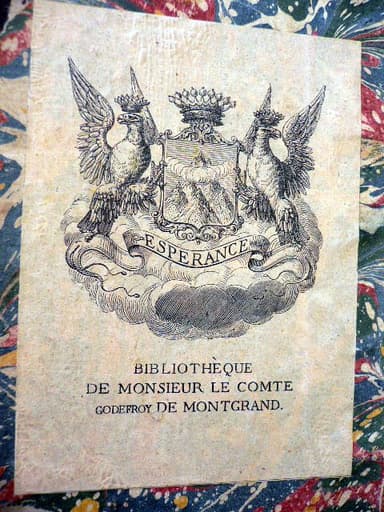 ESPERANCE
BIBLIOTHÈQUE
DE MONSIEUR LE COMTE
GODEFROY DE MONTGRAND.